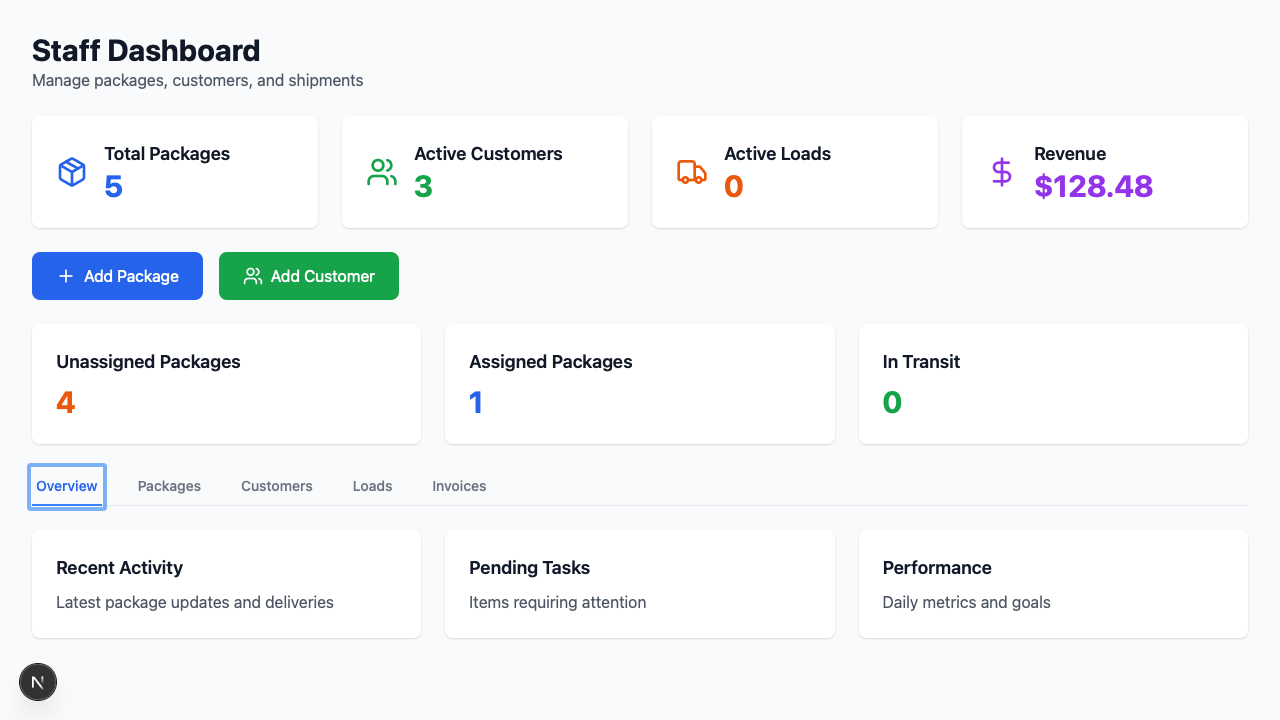 Staff Dashboard
Manage packages, customers, and shipments
Total Packages
5
Active Customers
3
Active Loads
0
Revenue
$128.48
Add Package
Add Customer
Unassigned Packages
4
Assigned Packages
1
In Transit
0
Overview
Packages
Customers
Loads
Invoices
Recent Activity
Latest package updates and deliveries
Pending Tasks
Items requiring attention
Performance
Daily metrics and goals
N